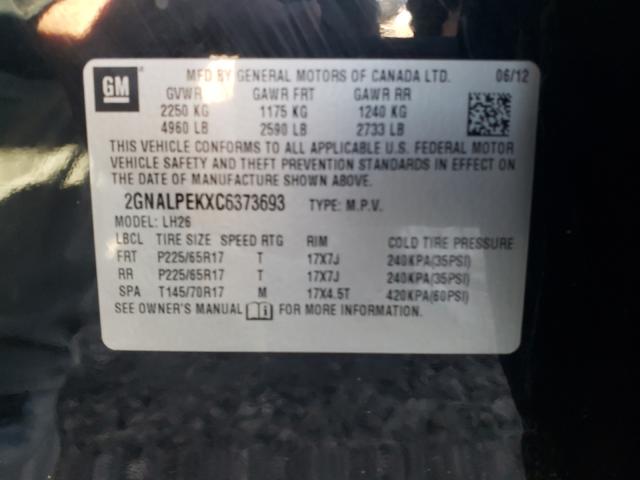 GM
MFD BY GENERAL MOTORS OF CANADA LTD. 06/12
GVWR GAWR FRT GAWR RR
2250 KG 1175 KG 1240 KG
4960 LB 2590 LB 2733 LB
THIS VEHICLE CONFORMS TO ALL APPLICABLE U.S. FEDERAL MOTOR
VEHICLE SAFETY AND THEFT PREVENTION STANDARDS IN EFFECT ON
THE DATE OF MANUFACTURE SHOWN ABOVE.
2GNALPEKXC6373693 TYPE: M.P.V.
MODEL: LH26
LBCL TIRE SIZE SPEED RTG RIM COLD TIRE PRESSURE
FRT P225/65R17 T 17X7J 240KPA(35PSI)
RR P225/65R17 T 17X7J 240KPA(35PSI)
SPA T145/70R17 M 17X4.5T 420KPA(60PSI)
SEE OWNER'S MANUAL FOR MORE INFORMATION.